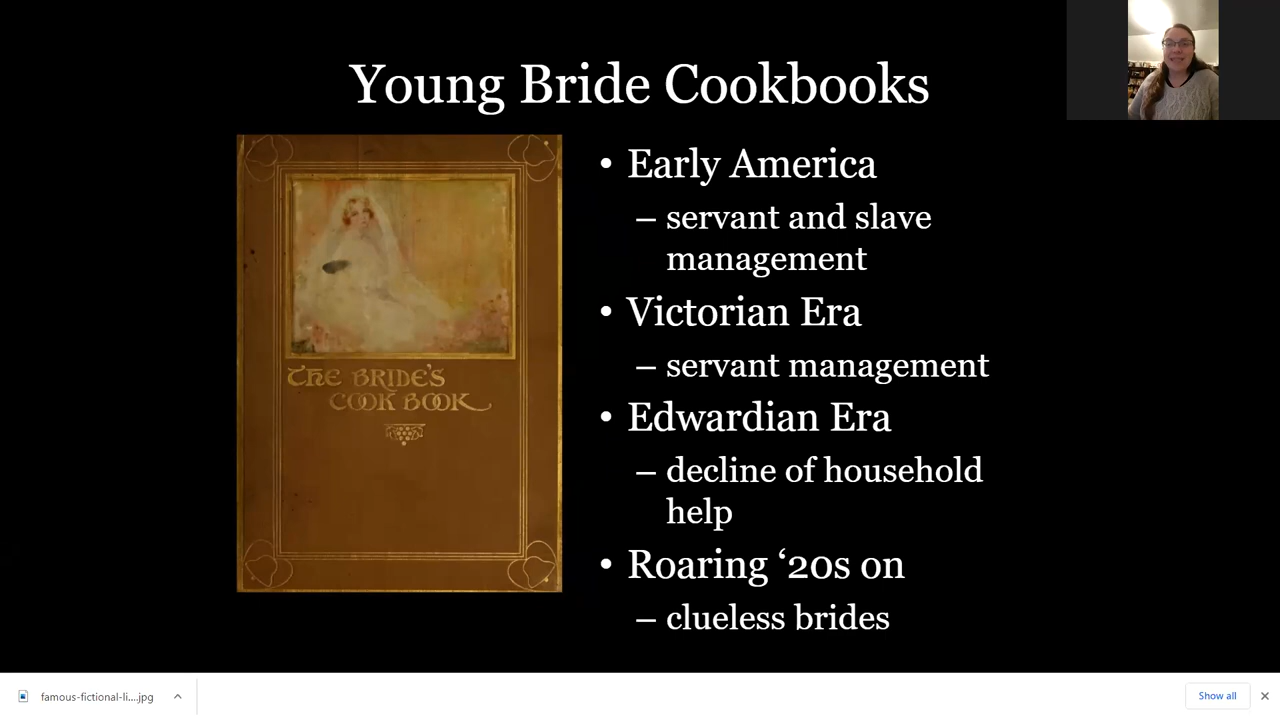 Young Bride Cookbooks
THE BRIDE'S
COOK BOOK
• Early America
– servant and slave
management
• Victorian Era
– servant management
• Edwardian Era
– decline of household
help
• Roaring ‘20s on
– clueless brides
famous-fictional-li....jpg
Show all